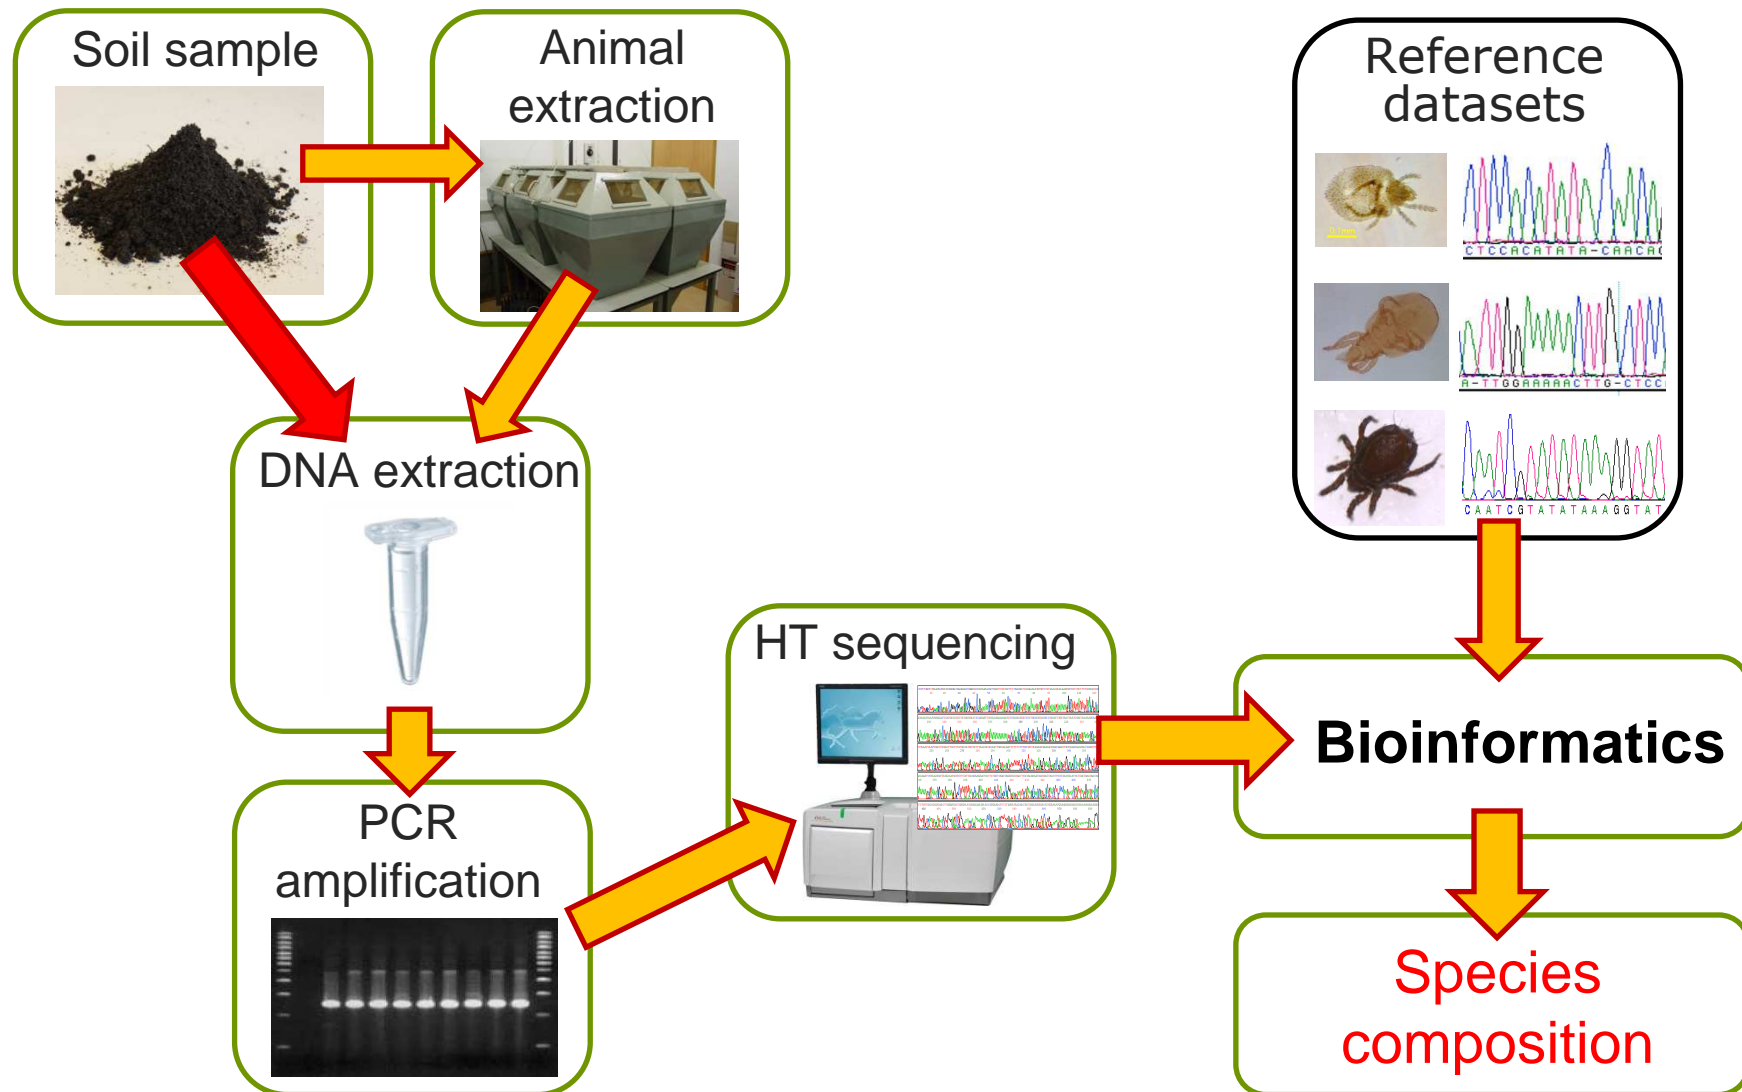 Soil sample
Animal
extraction
Reference
datasets
CTCCACATATA-CAACAG
A-TTGGAAAAACTTG-CTCC
CAATCGTATATAAAGGTAT
DNA extraction
HT sequencing
Bioinformatics
PCR
amplification
Species
composition